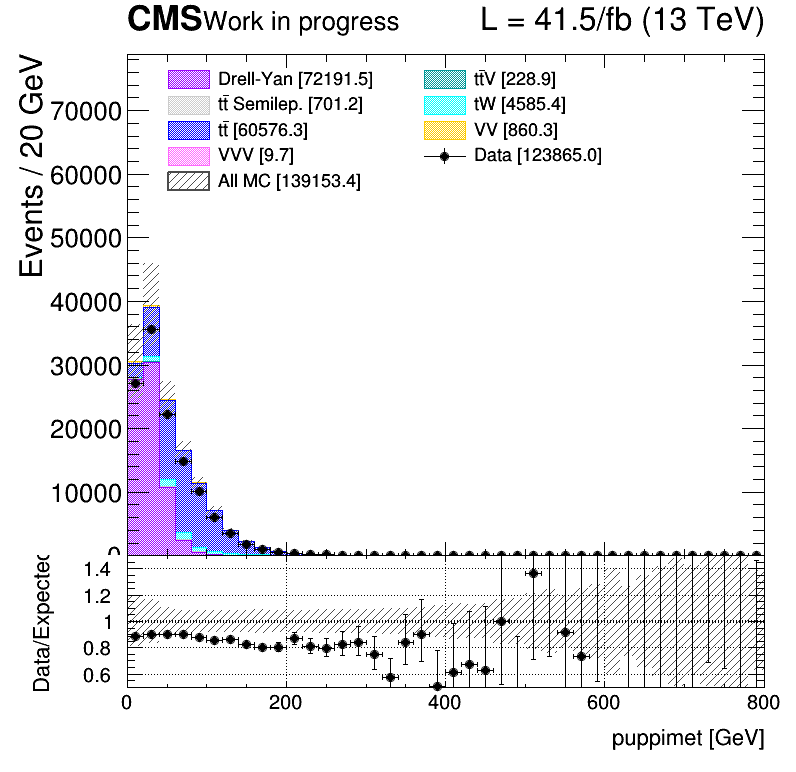 CMS Work in progress L = 41.5/fb (13 TeV)
Events / 20 GeV
Drell-Yan [72191.5]
tt̄V [228.9]
tt̄ Semilep. [701.2]
tW [4585.4]
tt̄ [60576.3]
VV [860.3]
VVV [9.7]
Data [123865.0]
All MC [139153.4]
70000
60000
50000
40000
30000
20000
10000
0
Data/Expected
1.4
1.2
1
0.8
0.6
0 200 400 600 800
puppimet [GeV]